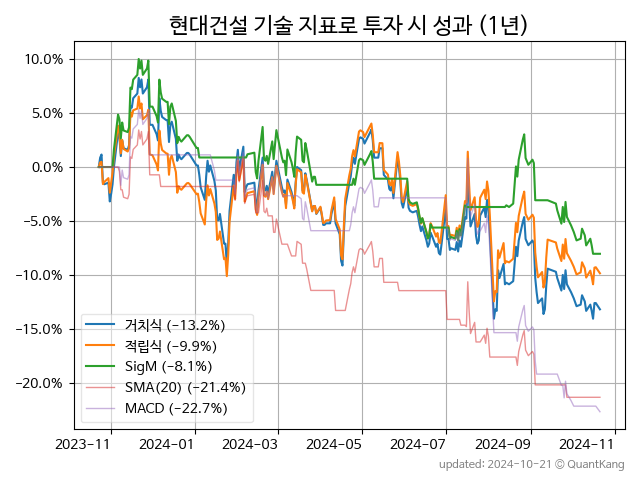 현대건설 기술 지표로 투자 시 성과 (1년)
10.0%
5.0%
0.0%
−5.0%
−10.0%
−15.0%
−20.0%
거치식 (−13.2%)
적립식 (−9.9%)
SigM (−8.1%)
SMA(20) (−21.4%)
MACD (−22.7%)
2023-11 2024-01 2024-03 2024-05 2024-07 2024-09 2024-11
updated: 2024-10-21 © QuantKang